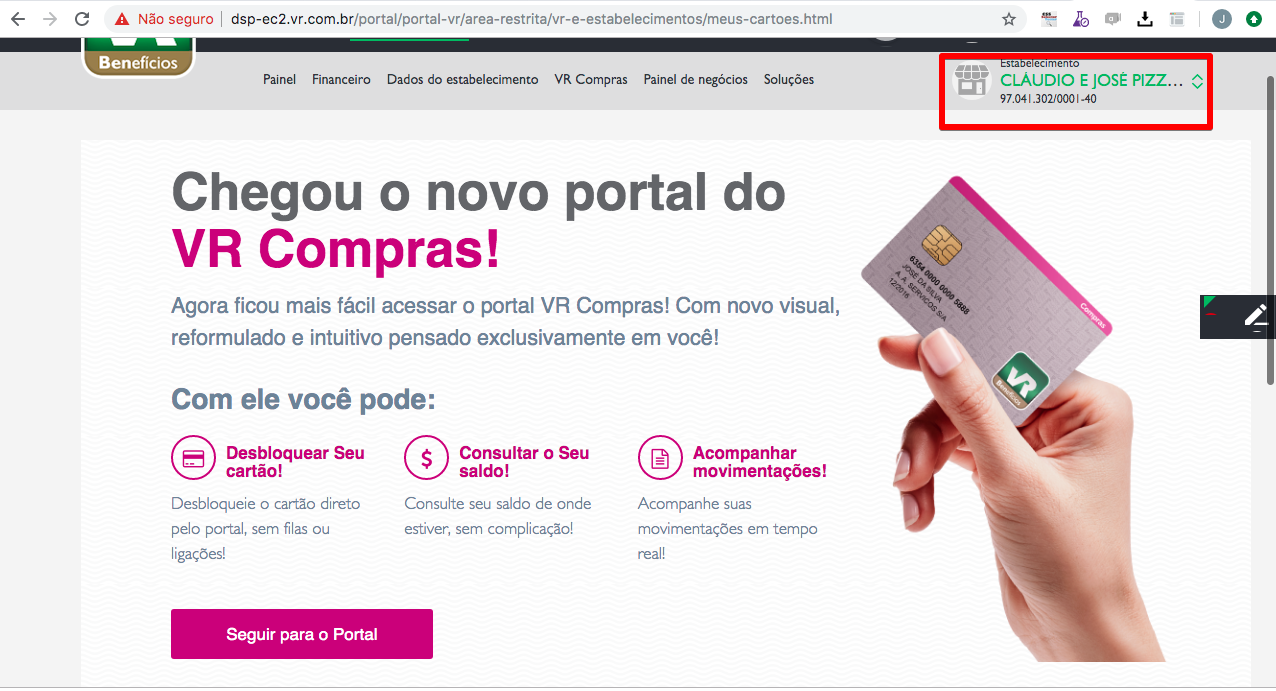 Não seguro
dsp-ec2.vr.com.br/portal/portal-vr/area-restrita/vr-e-estabelecimentos/meus-cartoes.html
J
Benefícios
Painel Financeiro Dados do estabelecimento VR Compras Painel de negócios Soluções
Estabelecimento
CLÁUDIO E JOSÉ PIZZ...
97.041.302/0001-40
Chegou o novo portal do
VR Compras!
Agora ficou mais fácil acessar o portal VR Compras! Com novo visual,
reformulado e intuitivo pensado exclusivamente em você!
Com ele você pode:
Desbloquear Seu
cartão!
Desbloqueie o cartão direto
pelo portal, sem filas ou
ligações!
Consultar o Seu
saldo!
Consulte seu saldo de onde
estiver, sem complicação!
Acompanhar
movimentações!
Acompanhe suas
movimentações em tempo
real!
Seguir para o Portal
6354 0000 0000 5888
JOSÉ DA SILVA
A.A. SERVICOS S/A
12/2016
Compras
VR
Benefícios